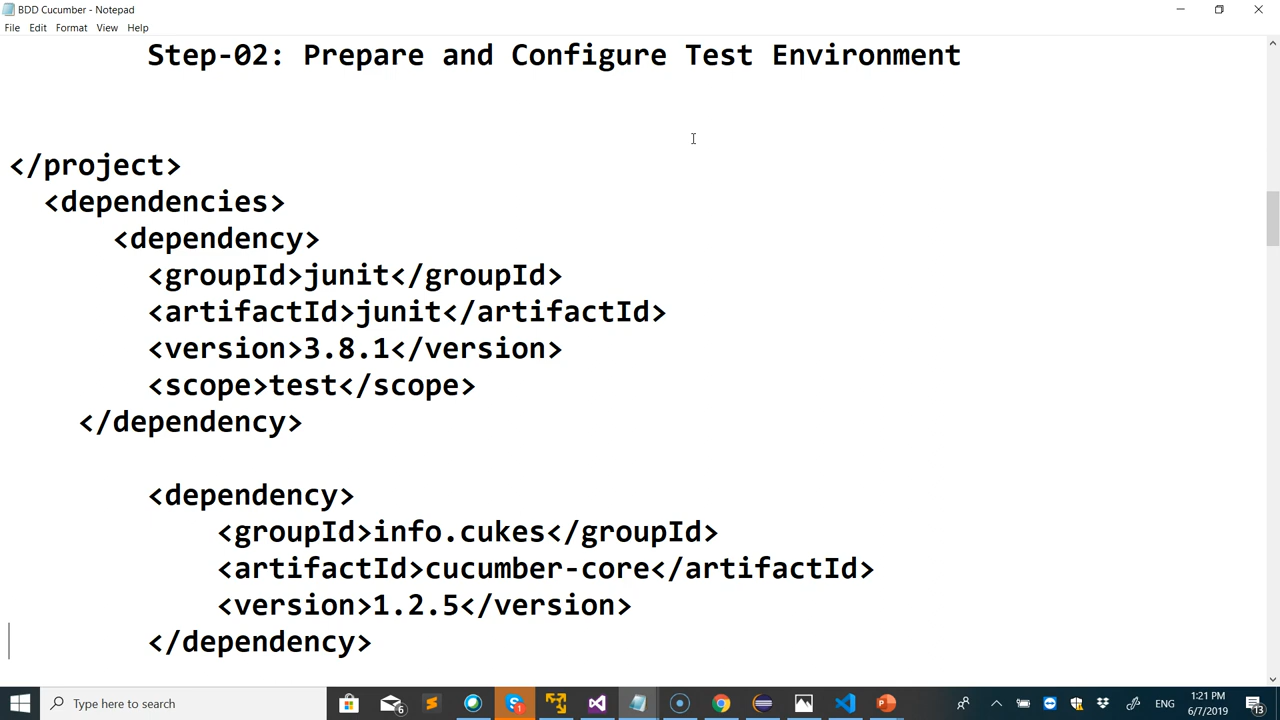 BDD Cucumber - Notepad
File Edit Format View Help
Step-02: Prepare and Configure Test Environment
</project>
<dependencies>
<dependency>
<groupId>junit</groupId>
<artifactId>junit</artifactId>
<version>3.8.1</version>
<scope>test</scope>
</dependency>
<dependency>
<groupId>info.cukes</groupId>
<artifactId>cucumber-core</artifactId>
<version>1.2.5</version>
</dependency>
Type here to search
6
1
ENG
1:21 PM
6/7/2019
13